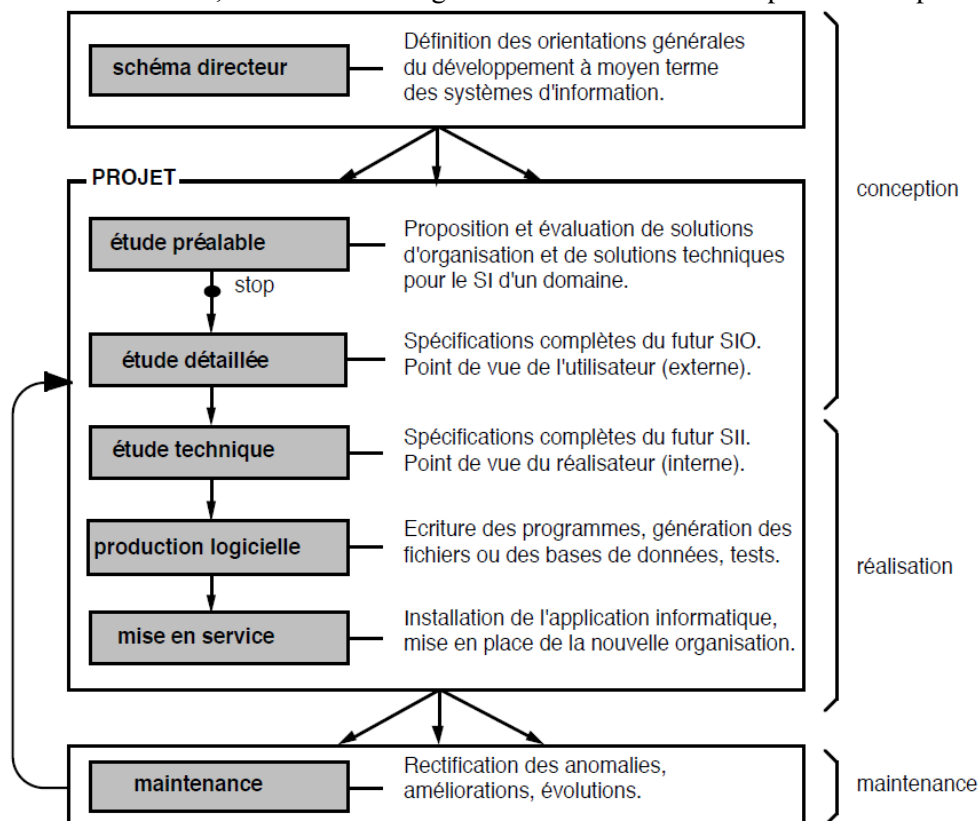 schéma directeur
Définition des orientations générales
du développement à moyen terme
des systèmes d'information.
PROJET
conception
étude préalable
Proposition et évaluation de solutions
d'organisation et de solutions techniques
pour le SI d'un domaine.
stop
étude détaillée
Spécifications complètes du futur SIO.
Point de vue de l'utilisateur (externe).
étude technique
Spécifications complètes du futur SII.
Point de vue du réalisateur (interne).
production logicielle
Ecriture des programmes, génération des
fichiers ou des bases de données, tests.
réalisation
mise en service
Installation de l'application informatique,
mise en place de la nouvelle organisation.
maintenance
Rectification des anomalies,
améliorations, évolutions.
maintenance